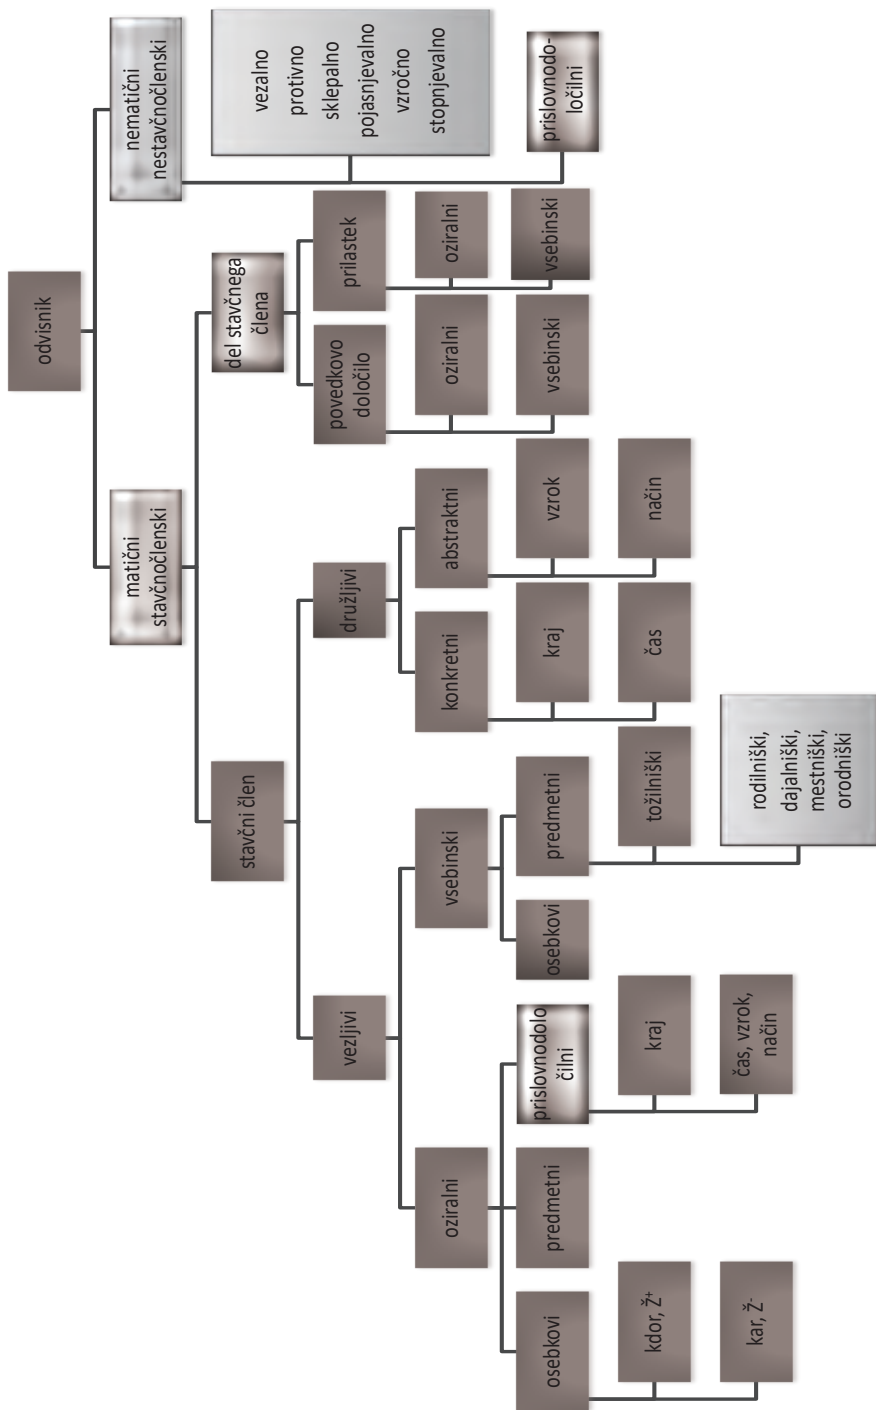 odvisnik
matični
stavčnočlenski
nematični
nestavčnočlenski
stavčni člen
del stavčnega
člena
vezalno
protivno
sklepalno
pojasnjevalno
vzročno
stopnjevalno
vezljivi
družljivi
povedkovo
določilo
prilastek
prislovnodo-
ločilni
oziralni
vsebinski
konkretni
abstraktni
oziralni
oziralni
osebkovi
predmetni
prislovnodolo
čilni
osebkovi
predmetni
kraj
vzrok
vsebinski
vsebinski
kdor, Ž⁺
kraj
tožilniški
čas
način
kar, Ž⁻
čas, vzrok,
način
rodilniški,
dajalniški,
mestniški,
orodniški